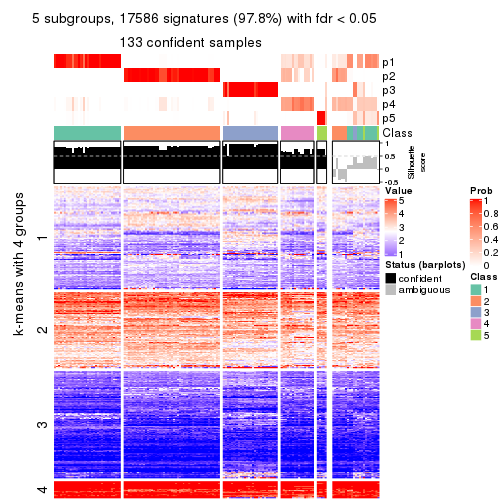 5 subgroups, 17586 signatures (97.8%) with fdr < 0.05
133 confident samples
p1
p2
p3
p4
p5
Class
1
0.5
0
-0.5
Silhouette
score
k-means with 4 groups
1
2
3
4
Value
5
4
3
2
1
Status (barplots)
confident
ambiguous
Prob
1
0.8
0.6
0.4
0.2
0
Class
1
2
3
4
5